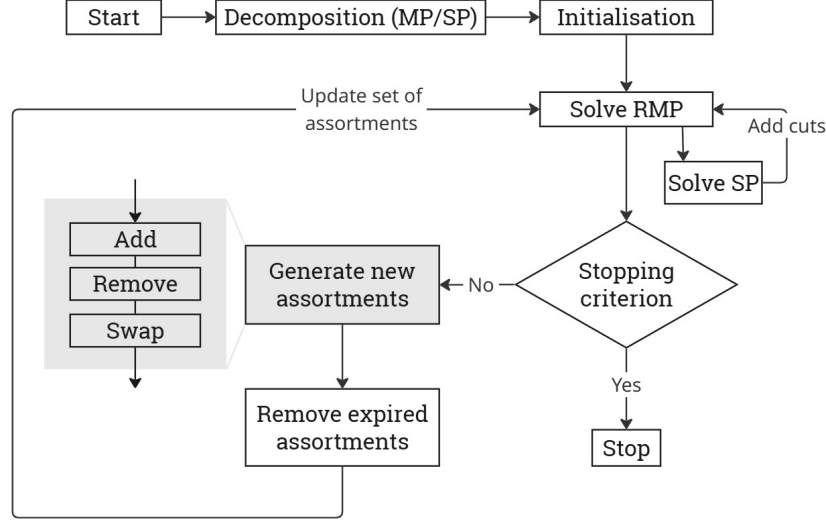 Start
Decomposition (MP/SP)
Initialisation
Update set of
assortments
Solve RMP
Add cuts
Solve SP
Add
Remove
Swap
Generate new
assortments
No
Stopping
criterion
Remove expired
assortments
Yes
Stop